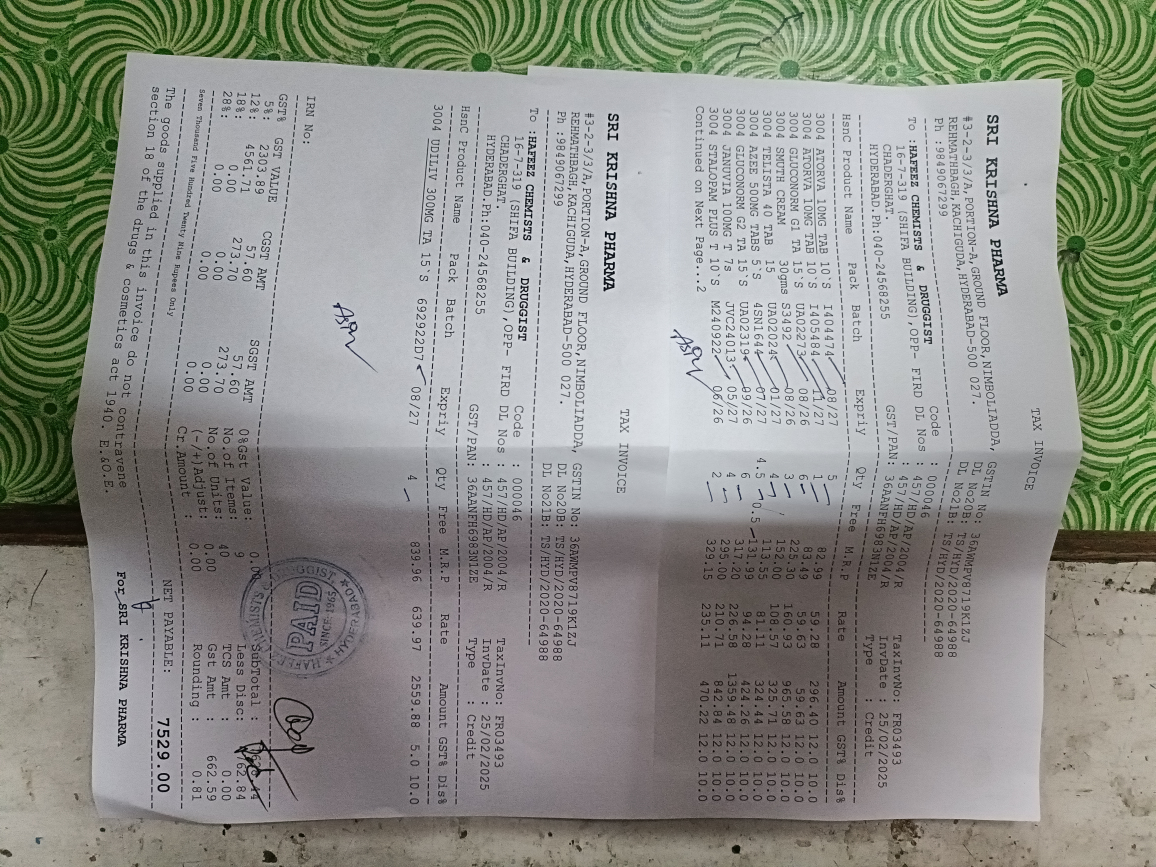 TAX INVOICE
SRI KRISHNA PHARMA
#3-2-3/3/A,PORTION-A,GROUND FLOOR,NIMBOLIADDA, GSTIN No: 36AWMPV8719K1ZJ
REHMATHBAGH,KACHIGUDA,HYDERABAD-500 027. DL No20B: TS/HYD/2020-64988
Ph :9849067299 DL No21B: TS/HYD/2020-64988
To :HAFEEZ CHEMISTS & DRUGGIST Code : 000046 TaxInvNo: FR03493
16-7-319 (SHIFA BUILDING),OPP- FIRD DL Nos : 457/HD/AP/2004/R InvDate : 25/02/2025
CHADERGHAT. : 457/HD/AP/2004/R Type : Credit
HYDERABAD.Ph:040-24568255 GST/PAN: 36AANFH6983N1ZE
HsnC Product Name Pack Batch Expriy Qty Free M.R.P Rate Amount GST% Dis%
3004 ATORVA 10MG TAB 10'S I404474 08/27 5 82.99 59.28 296.40 12.0 10.0
3004 ATORVA 10MG TAB 10'S I405484 11/27 1 83.49 59.63 59.63 12.0 10.0
3004 GLUCONORM G1 TA 15'S UA02273 08/26 6 225.30 160.93 965.58 12.0 10.0
3004 SMUTH CREAM 30gms S3492 08/26 3 152.00 108.57 325.71 12.0 10.0
3004 TELISTA 40 TAB 15 UA02024 01/27 4 113.55 81.11 324.44 12.0 10.0
3004 AZEE 500MG TABS 5'S 4SN1644 07/27 4.5 0.5 131.99 94.28 424.26 12.0 10.0
3004 GLUCONORM G2 TA 15'S UA02319 09/26 6 317.20 226.58 1359.48 12.0 10.0
3004 JANUVIA 100MG T 7s JVC24013 05/27 4 295.00 210.71 842.84 12.0 10.0
3004 STALOPAM PLUS T 10'S M240922 06/26 2 329.15 235.11 470.22 12.0 10.0
Continued on Next Page...2
TAX INVOICE
SRI KRISHNA PHARMA
#3-2-3/3/A,PORTION-A,GROUND FLOOR,NIMBOLIADDA, GSTIN No: 36AWMPV8719K1ZJ
REHMATHBAGH,KACHIGUDA,HYDERABAD-500 027. DL No20B: TS/HYD/2020-64988
Ph :9849067299 DL No21B: TS/HYD/2020-64988
To :HAFEEZ CHEMISTS & DRUGGIST Code : 000046 TaxInvNo: FR03493
16-7-319 (SHIFA BUILDING),OPP- FIRD DL Nos : 457/HD/AP/2004/R InvDate : 25/02/2025
CHADERGHAT. : 457/HD/AP/2004/R Type : Credit
HYDERABAD.Ph:040-24568255 GST/PAN: 36AANFH6983N1ZE
HsnC Product Name Pack Batch Expriy Qty Free M.R.P Rate Amount GST% Dis%
3004 UDILIV 300MG TA 15'S 692922D7 08/27 4 839.96 639.97 2559.88 5.0 10.0
IRN No:
GST% GST VALUE CGST AMT SGST AMT 0%Gst Value: 0.00 SubTotal :
5%: 2303.89 57.60 57.60 No.of Items: 9 Less Disc: 762.84
12%: 4561.71 273.70 273.70 No.of Units: 40 TCS Amt : 0.00
18%: 0.00 0.00 0.00 (-/+)Adjust: 0.00 Gst Amt : 662.59
28%: 0.00 0.00 0.00 Cr.Amount : 0.00 Rounding : 0.81
Seven Thousand Five Hundred Twenty Nine Rupees Only NET PAYABLE: 7529.00
The goods supplied in this invoice do not contravene
section 18 of the drugs & cosmetics act 1940. E.&O.E. For SRI KRISHNA PHARMA
PAID
SINCE-1965